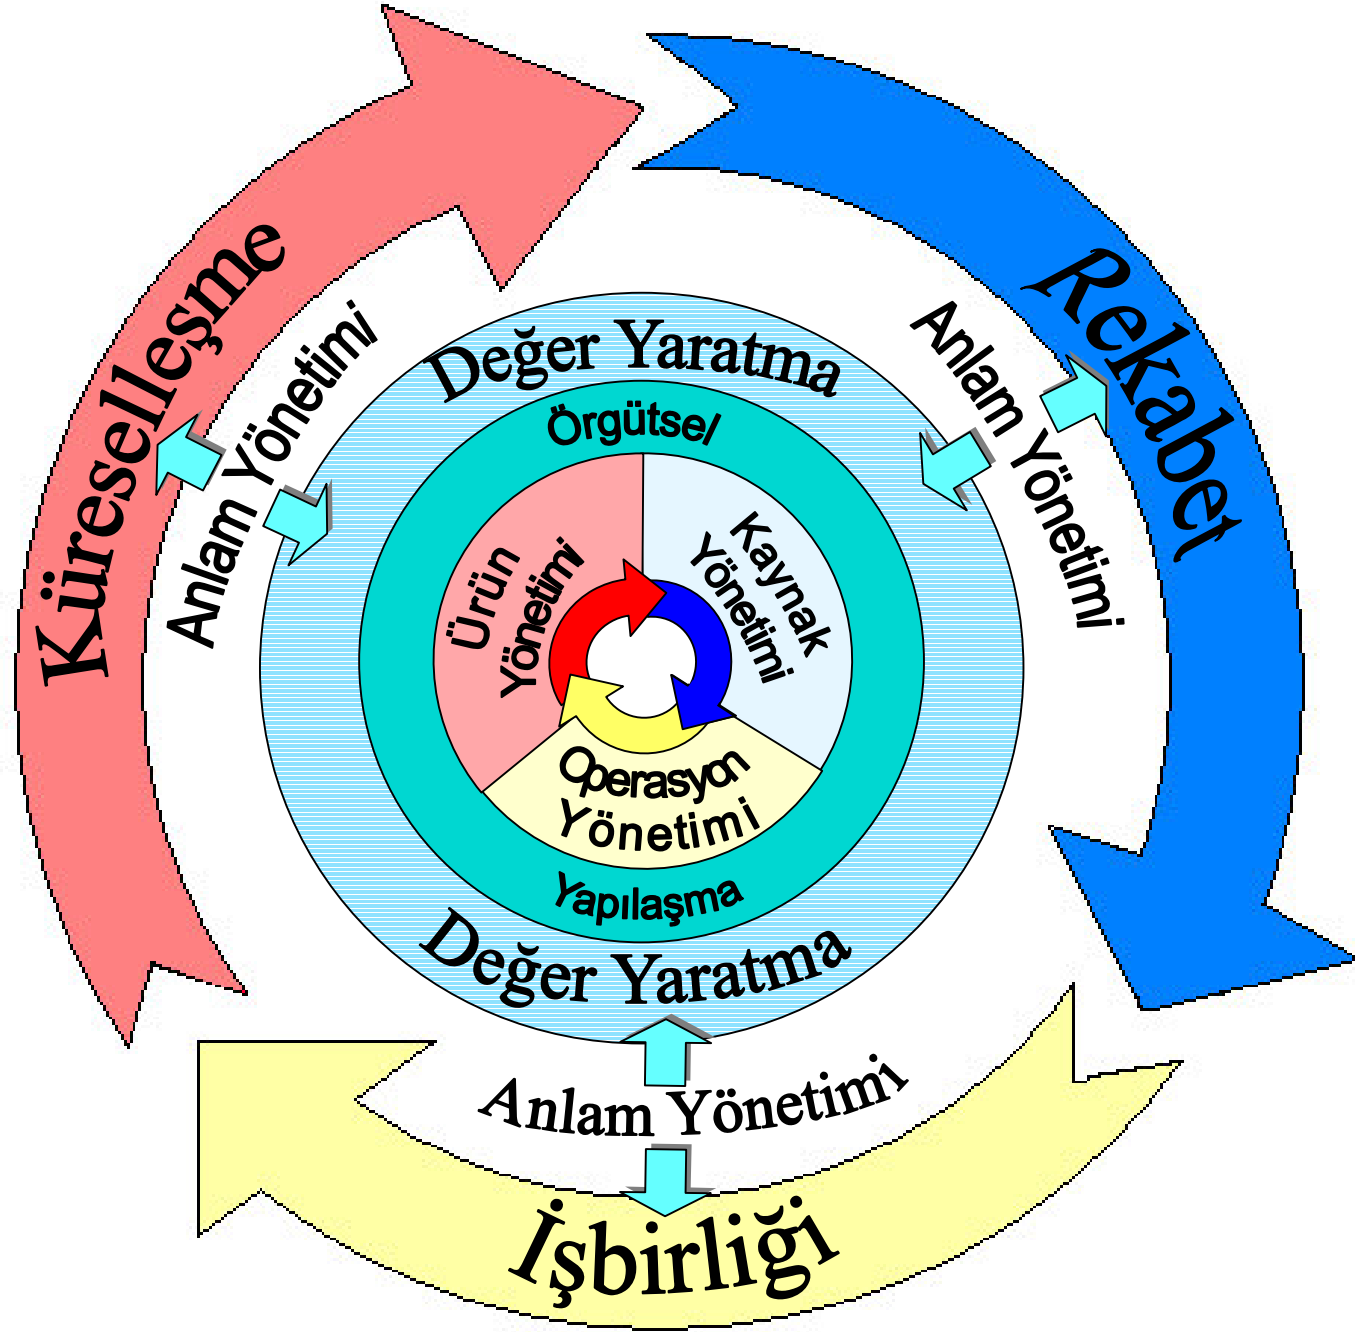 Küreselleşme
Rekabet
Anlam Yönetimi
Anlam Yönetimi
Değer Yaratma
Örgütsel
Ürün
Yönetimi
Kaynak
Yönetimi
Operasyon
Yönetimi
Yapılaşma
Değer Yaratma
Anlam Yönetimi
İşbirliği